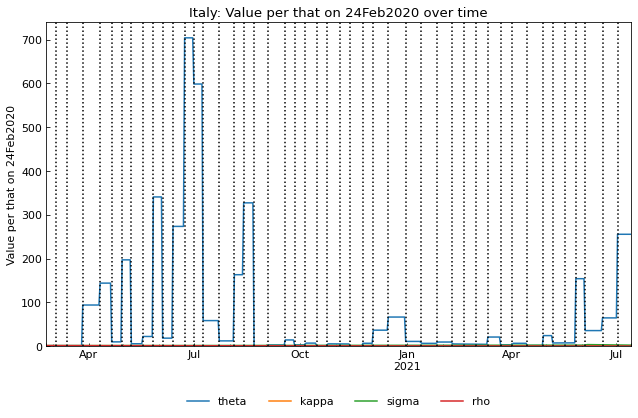 Italy: Value per that on 24Feb2020 over time
Value per that on 24Feb2020
700
600
500
400
300
200
100
0
Apr Jul Oct Jan Apr Jul
2021
theta kappa sigma rho